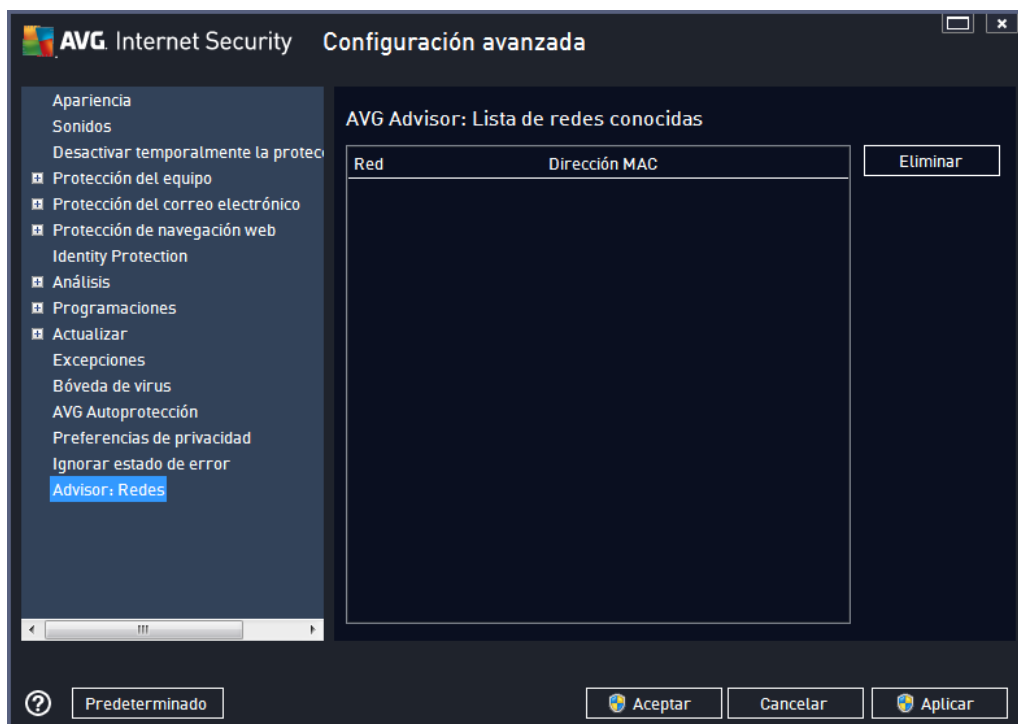 AVG. Internet Security Configuración avanzada
Apariencia
Sonidos
Desactivar temporalmente la protec
Protección del equipo
Protección del correo electrónico
Protección de navegación web
Identity Protection
Análisis
Programaciones
Actualizar
Excepciones
Bóveda de virus
AVG Autoprotección
Preferencias de privacidad
Ignorar estado de error
Advisor: Redes
AVG Advisor: Lista de redes conocidas
Red Dirección MAC
Eliminar
Predeterminado
Aceptar
Cancelar
Aplicar